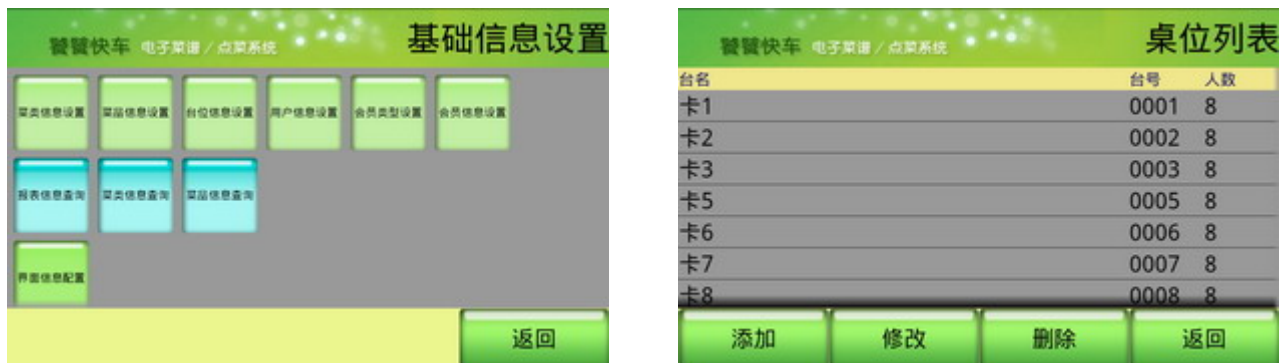 饕餮快车 电子菜谱/点菜系统 基础信息设置
菜类信息设置 菜品信息设置 台位信息设置 用户信息设置 会员类型设置 会员信息设置
报表信息查询 菜类信息查询 菜品信息查询
界面信息配置
返回
饕餮快车 电子菜谱/点菜系统 桌位列表
台名 台号 人数
卡1 0001 8
卡2 0002 8
卡3 0003 8
卡5 0005 8
卡6 0006 8
卡7 0007 8
卡8 0008 8
添加 修改 删除 返回